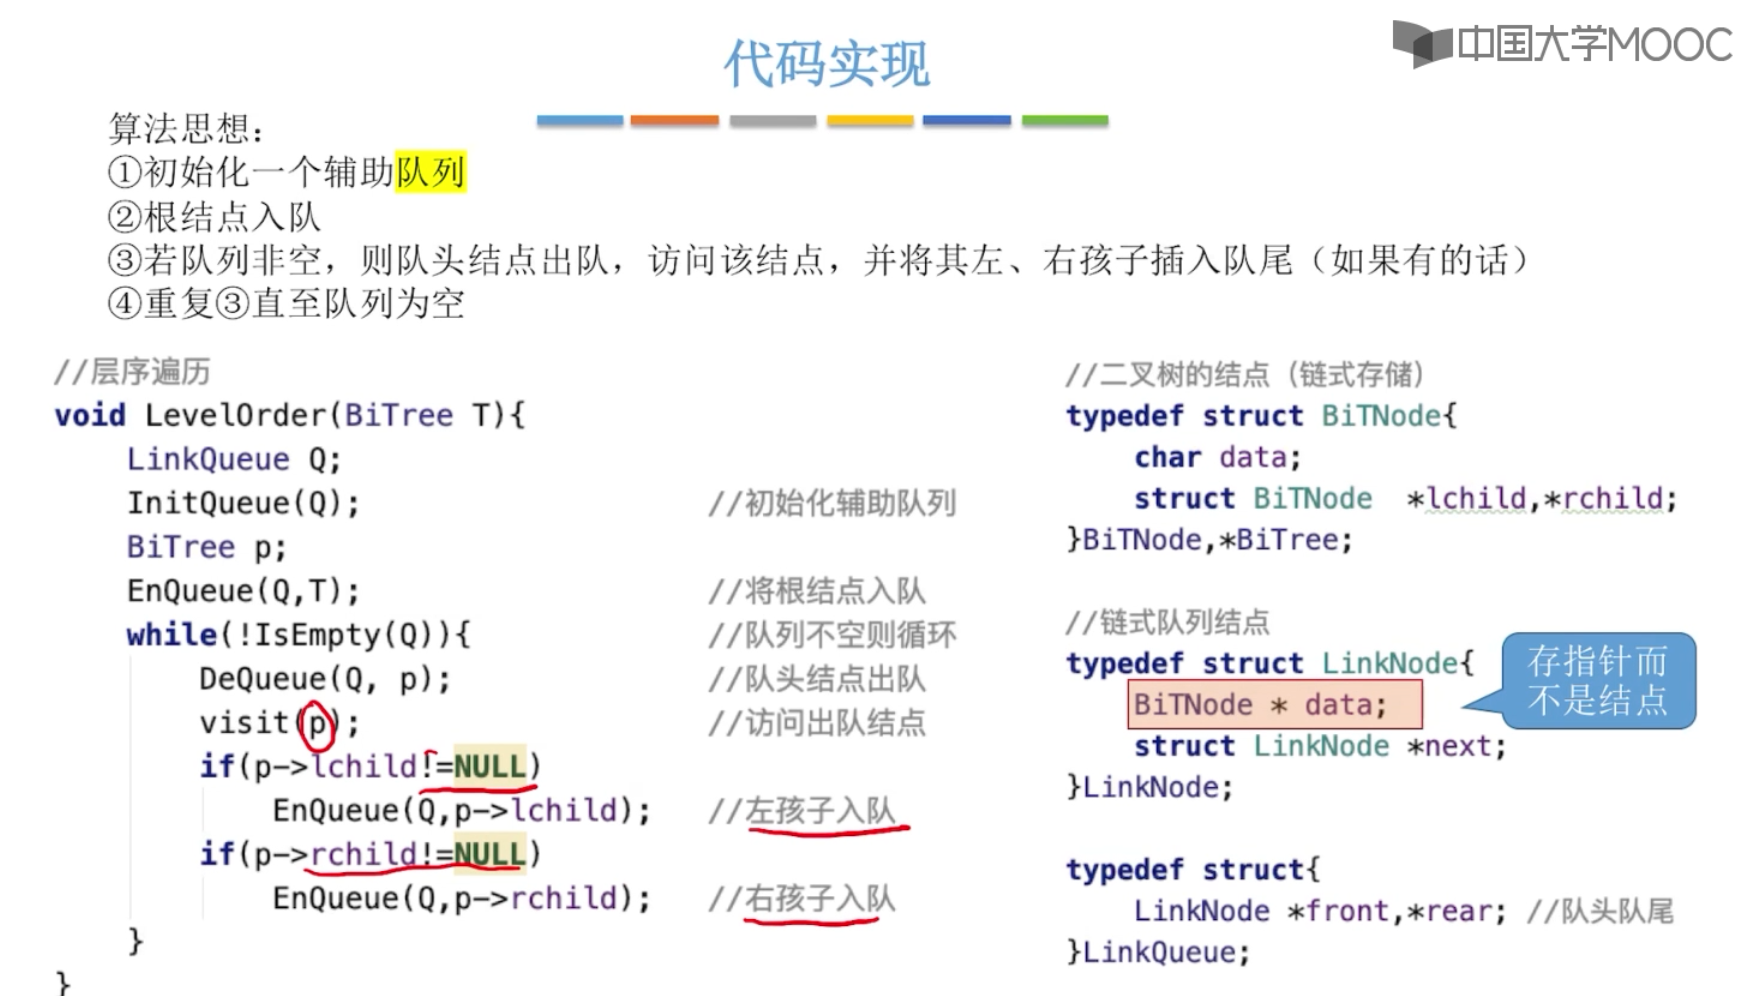 中国大学MOOC
代码实现
算法思想：
①初始化一个辅助队列
②根结点入队
③若队列非空，则队头结点出队，访问该结点，并将其左、右孩子插入队尾（如果有的话）
④重复③直至队列为空
//层序遍历
void LevelOrder(BiTree T){
    LinkQueue Q;
    InitQueue(Q);                //初始化辅助队列
    BiTree p;
    EnQueue(Q,T);                //将根结点入队
    while(!IsEmpty(Q)){          //队列不空则循环
        DeQueue(Q, p);           //队头结点出队
        visit(p);                //访问出队结点
        if(p->lchild!=NULL)
            EnQueue(Q,p->lchild);   //左孩子入队
        if(p->rchild!=NULL)
            EnQueue(Q,p->rchild);   //右孩子入队
    }
}
//二叉树的结点（链式存储）
typedef struct BiTNode{
    char data;
    struct BiTNode  *lchild,*rchild;
}BiTNode,*BiTree;
//链式队列结点
typedef struct LinkNode{
    BiTNode * data;
    struct LinkNode *next;
}LinkNode;
存指针而
不是结点
typedef struct{
    LinkNode *front,*rear; //队头队尾
}LinkQueue;